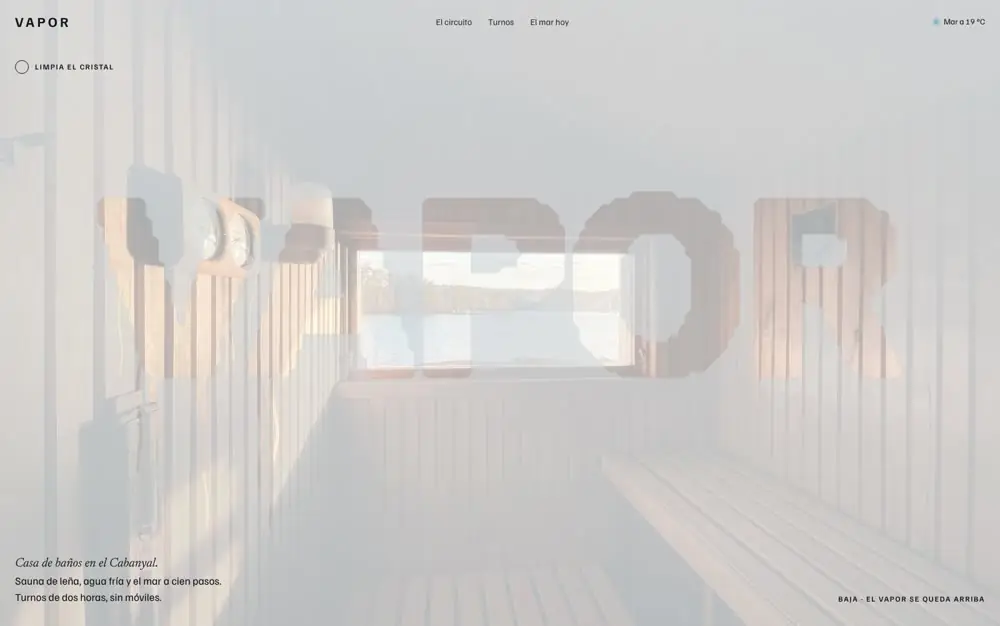 VAPOR
El circuito Turnos El mar hoy
Mar a 19 °C
LIMPIA EL CRISTAL
VAPOR
Casa de baños en el Cabanyal.
Sauna de leña, agua fría y el mar a cien pasos.
Turnos de dos horas, sin móviles.
BAJA · EL VAPOR SE QUEDA ARRIBA